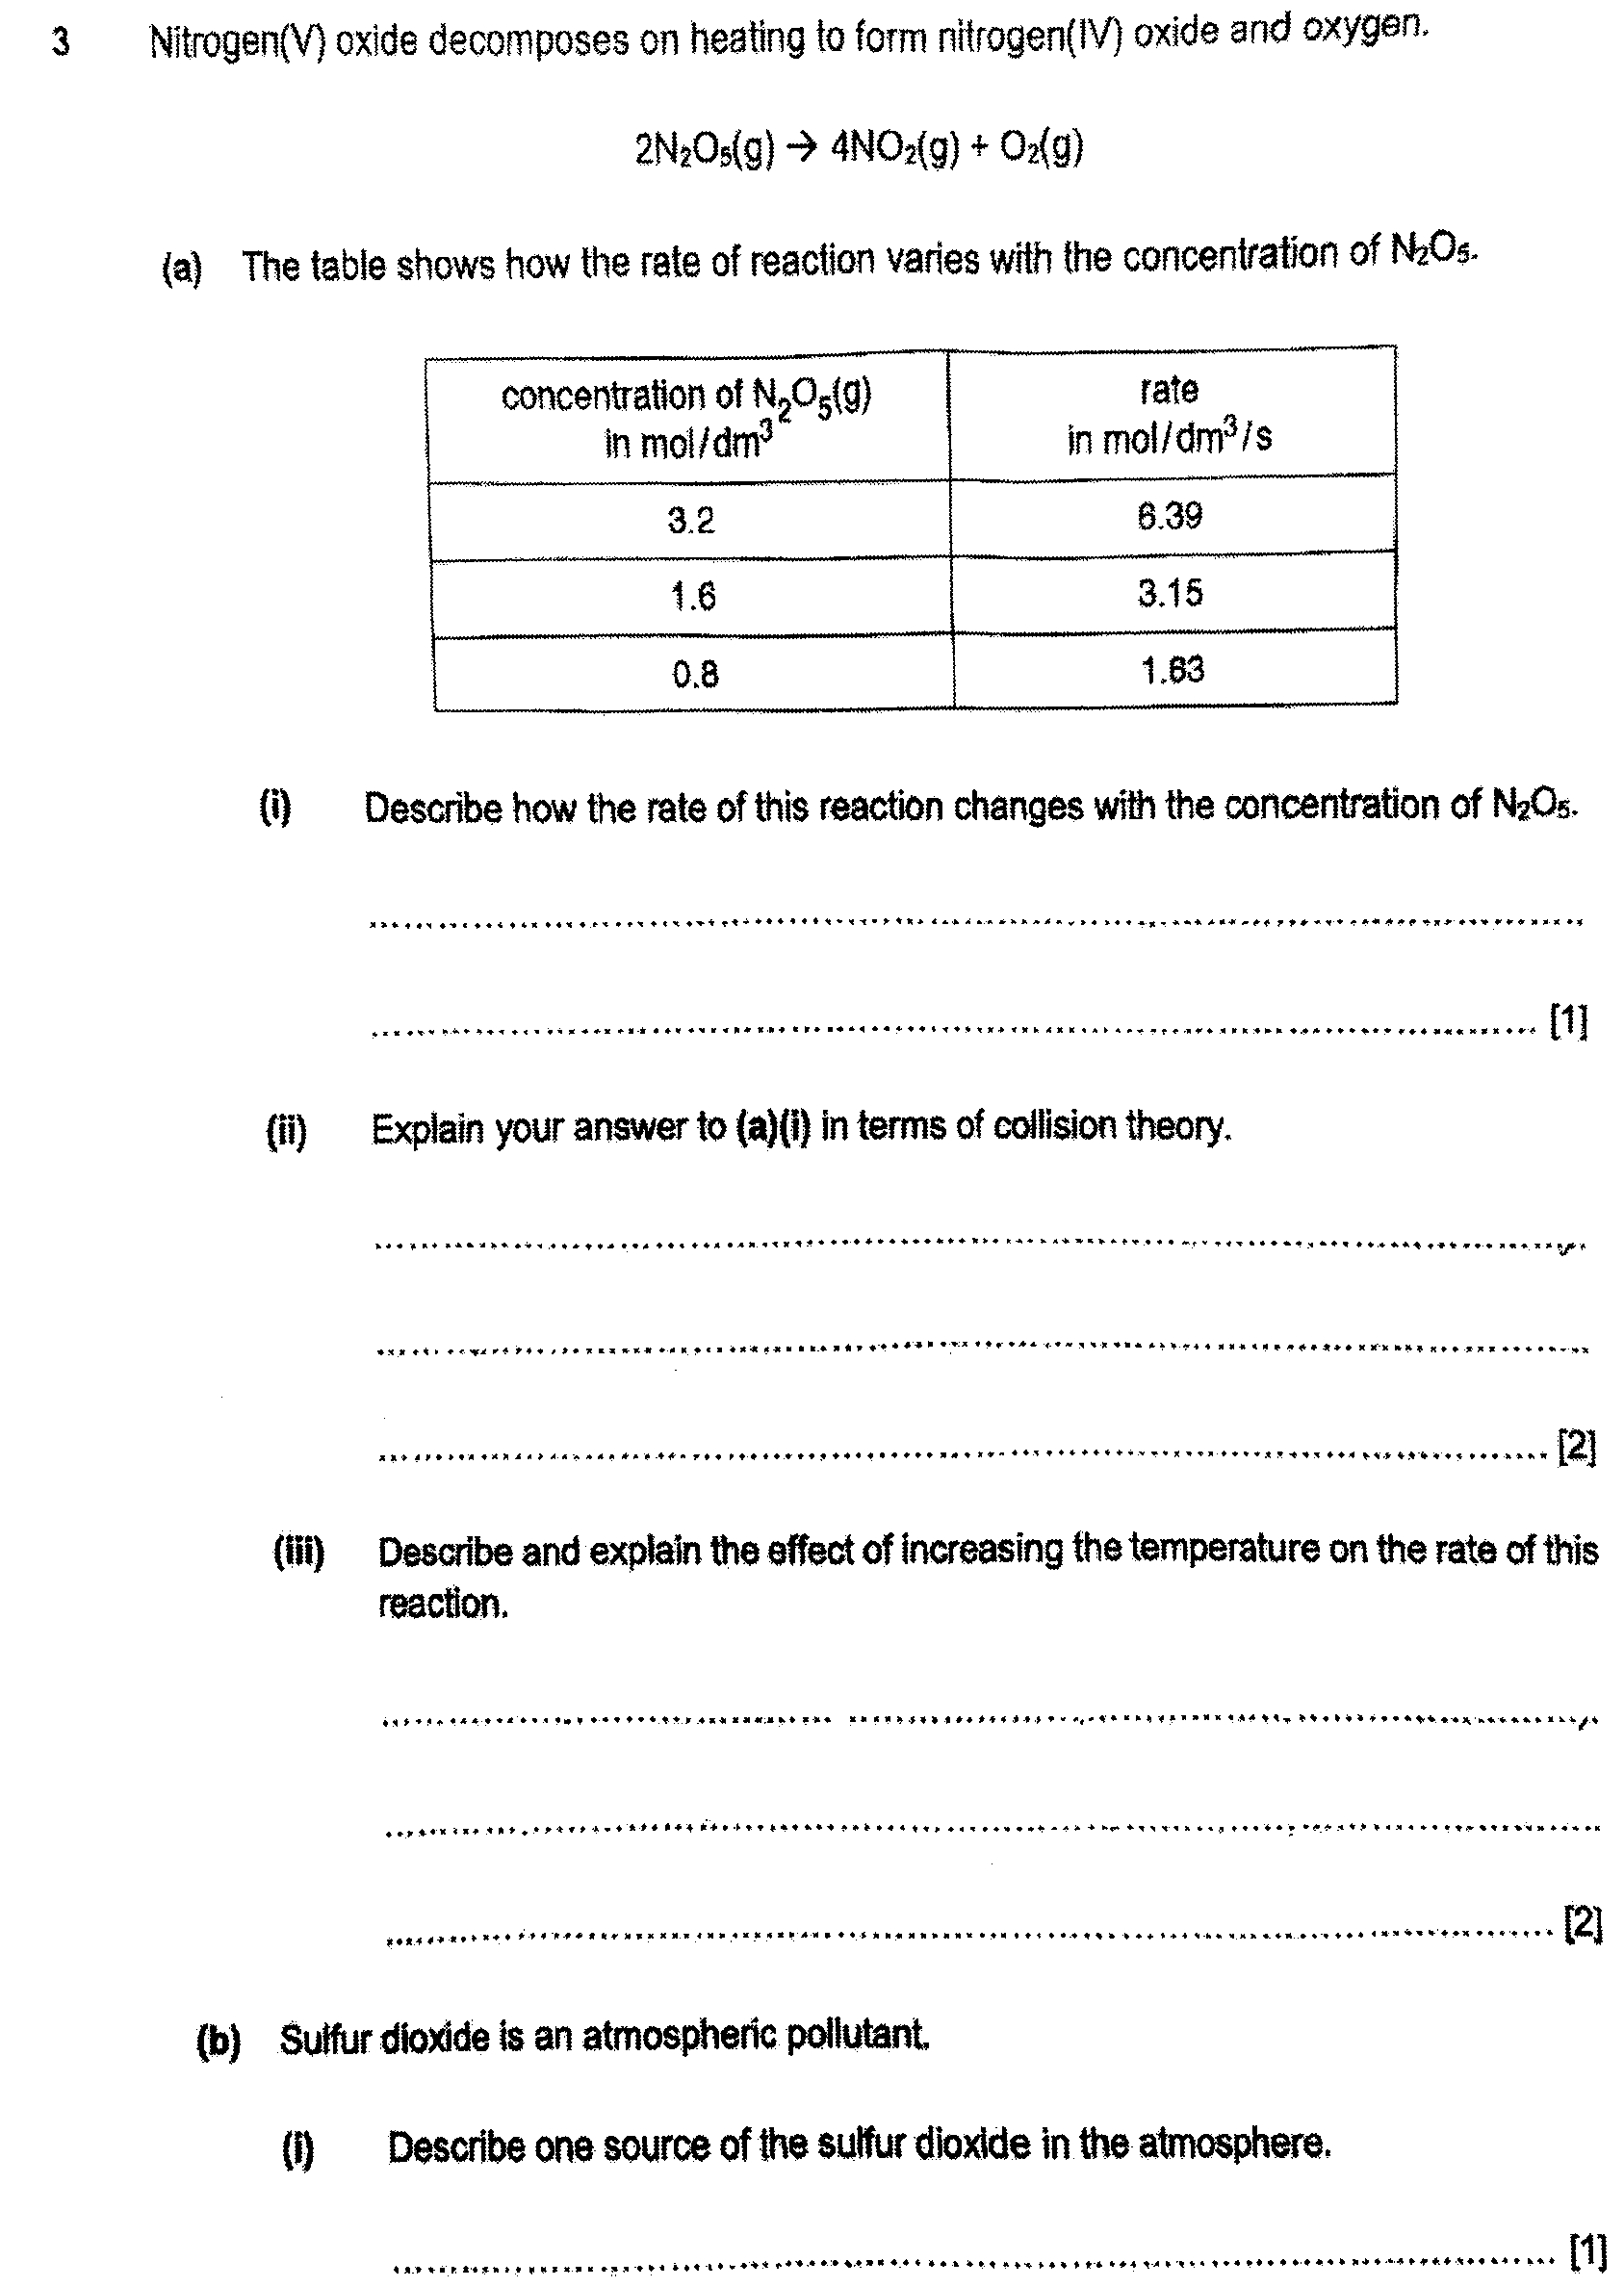 3 Nitrogen(V) oxide decomposes on heating to form nitrogen(IV) oxide and oxygen.
2N₂O₅(g) → 4NO₂(g) + O₂(g)
(a) The table shows how the rate of reaction varies with the concentration of N₂O₅.
concentration of N₂O₅(g) in mol/dm³ rate in mol/dm³/s
3.2 6.39
1.6 3.15
0.8 1.63
(i) Describe how the rate of this reaction changes with the concentration of N₂O₅.
[1]
(ii) Explain your answer to (a)(i) in terms of collision theory.
[2]
(iii) Describe and explain the effect of increasing the temperature on the rate of this
reaction.
[2]
(b) Sulfur dioxide is an atmospheric pollutant.
(i) Describe one source of the sulfur dioxide in the atmosphere.
[1]